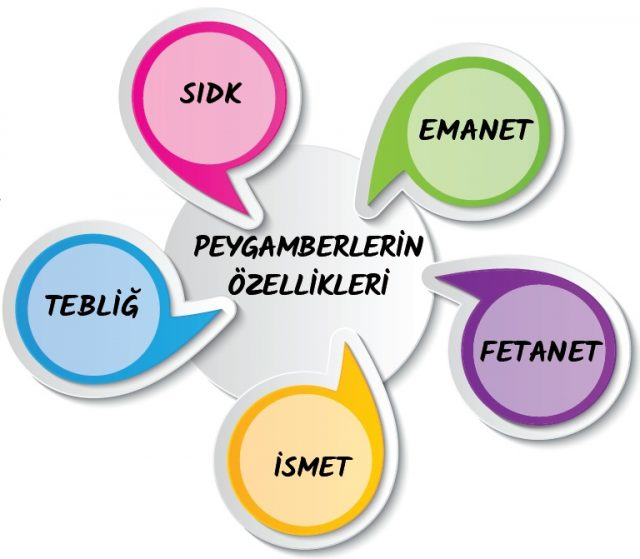 SIDK
EMANET
PEYGAMBERLERİN
ÖZELLİKLERİ
TEBLİĞ
FETANET
İSMET